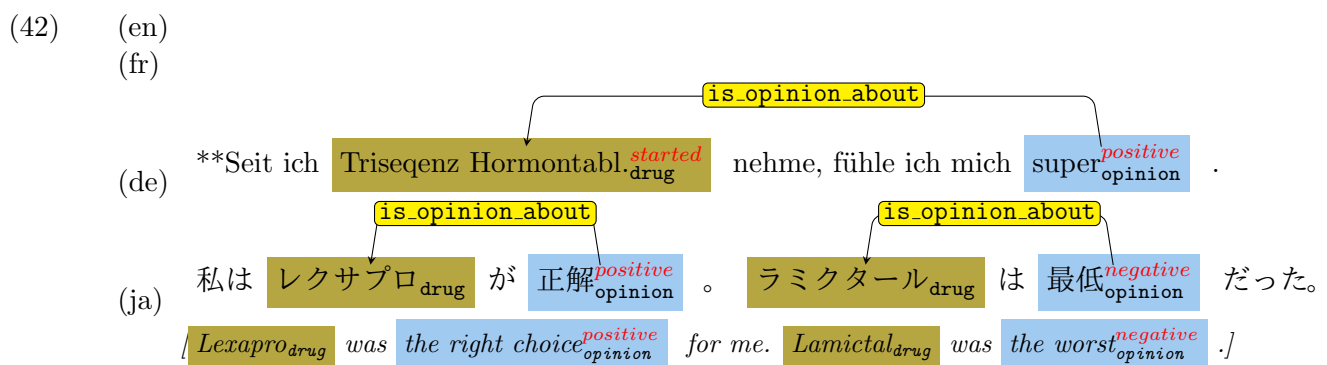 (42) (en)
(fr)
is_opinion_about
(de) **Seit ich Triseqenz Hormontabl. started drug nehme, fühle ich mich super positive opinion .
is_opinion_about is_opinion_about
(ja) 私は レクサプロ drug が 正解 positive opinion 。 ラミクタール drug は 最低 negative opinion だった。
[ Lexapro drug was the right choice positive opinion for me. Lamictal drug was the worst negative opinion .]